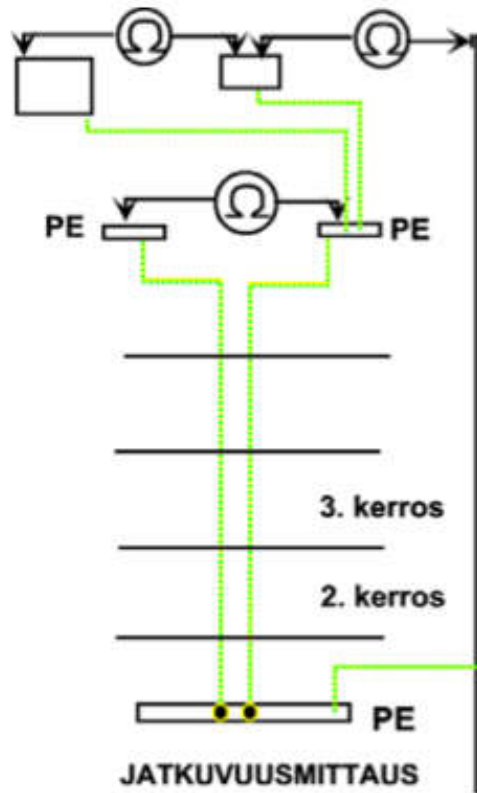 Ω Ω
Ω
PE PE
3. kerros
2. kerros
PE
JATKUVUUSMITTAUS